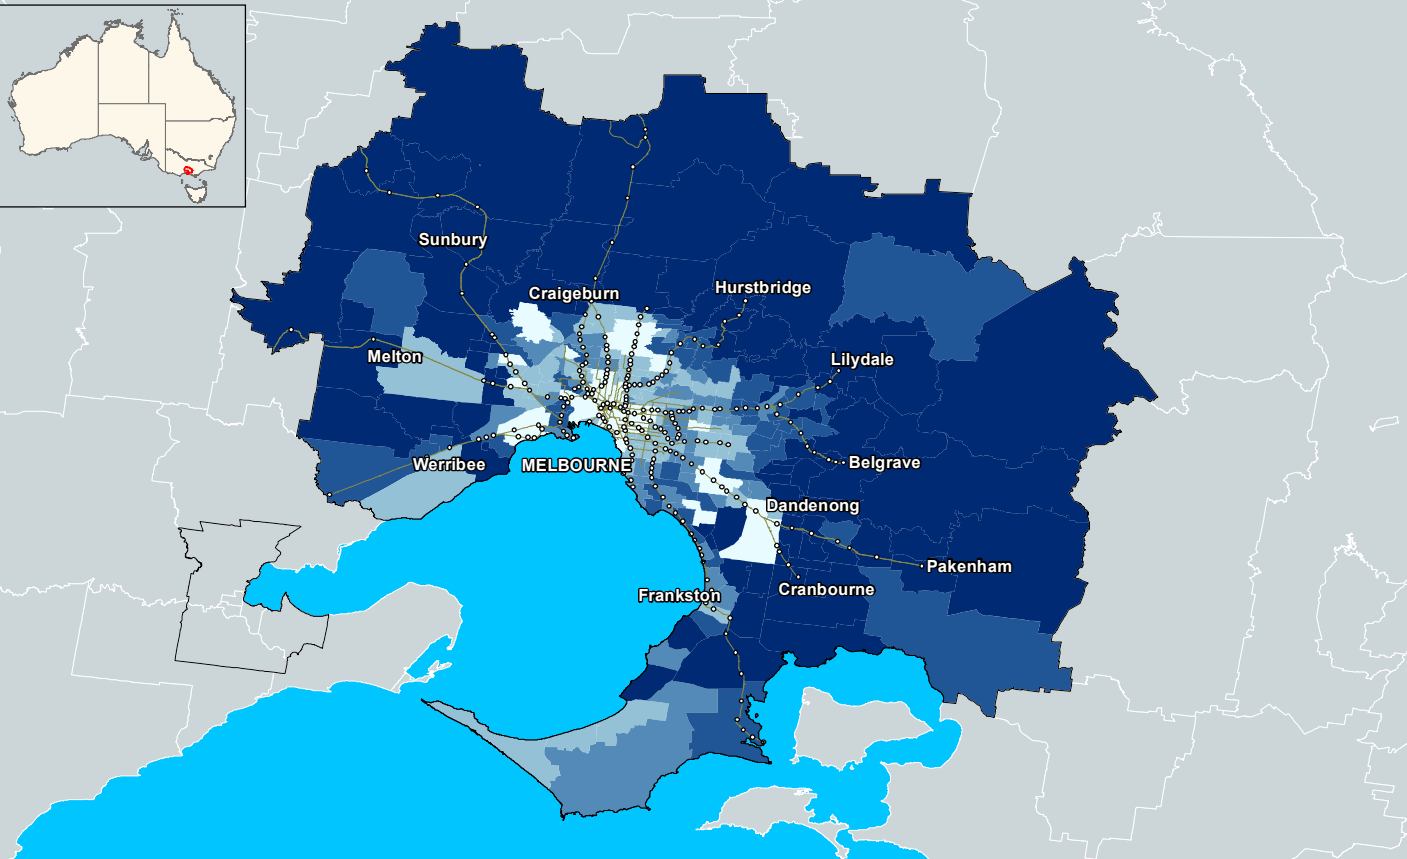 Sunbury
Hurstbridge
Craigeburn
Melton
Lilydale
Belgrave
Werribee
MELBOURNE
Dandenong
Pakenham
Cranbourne
Frankston